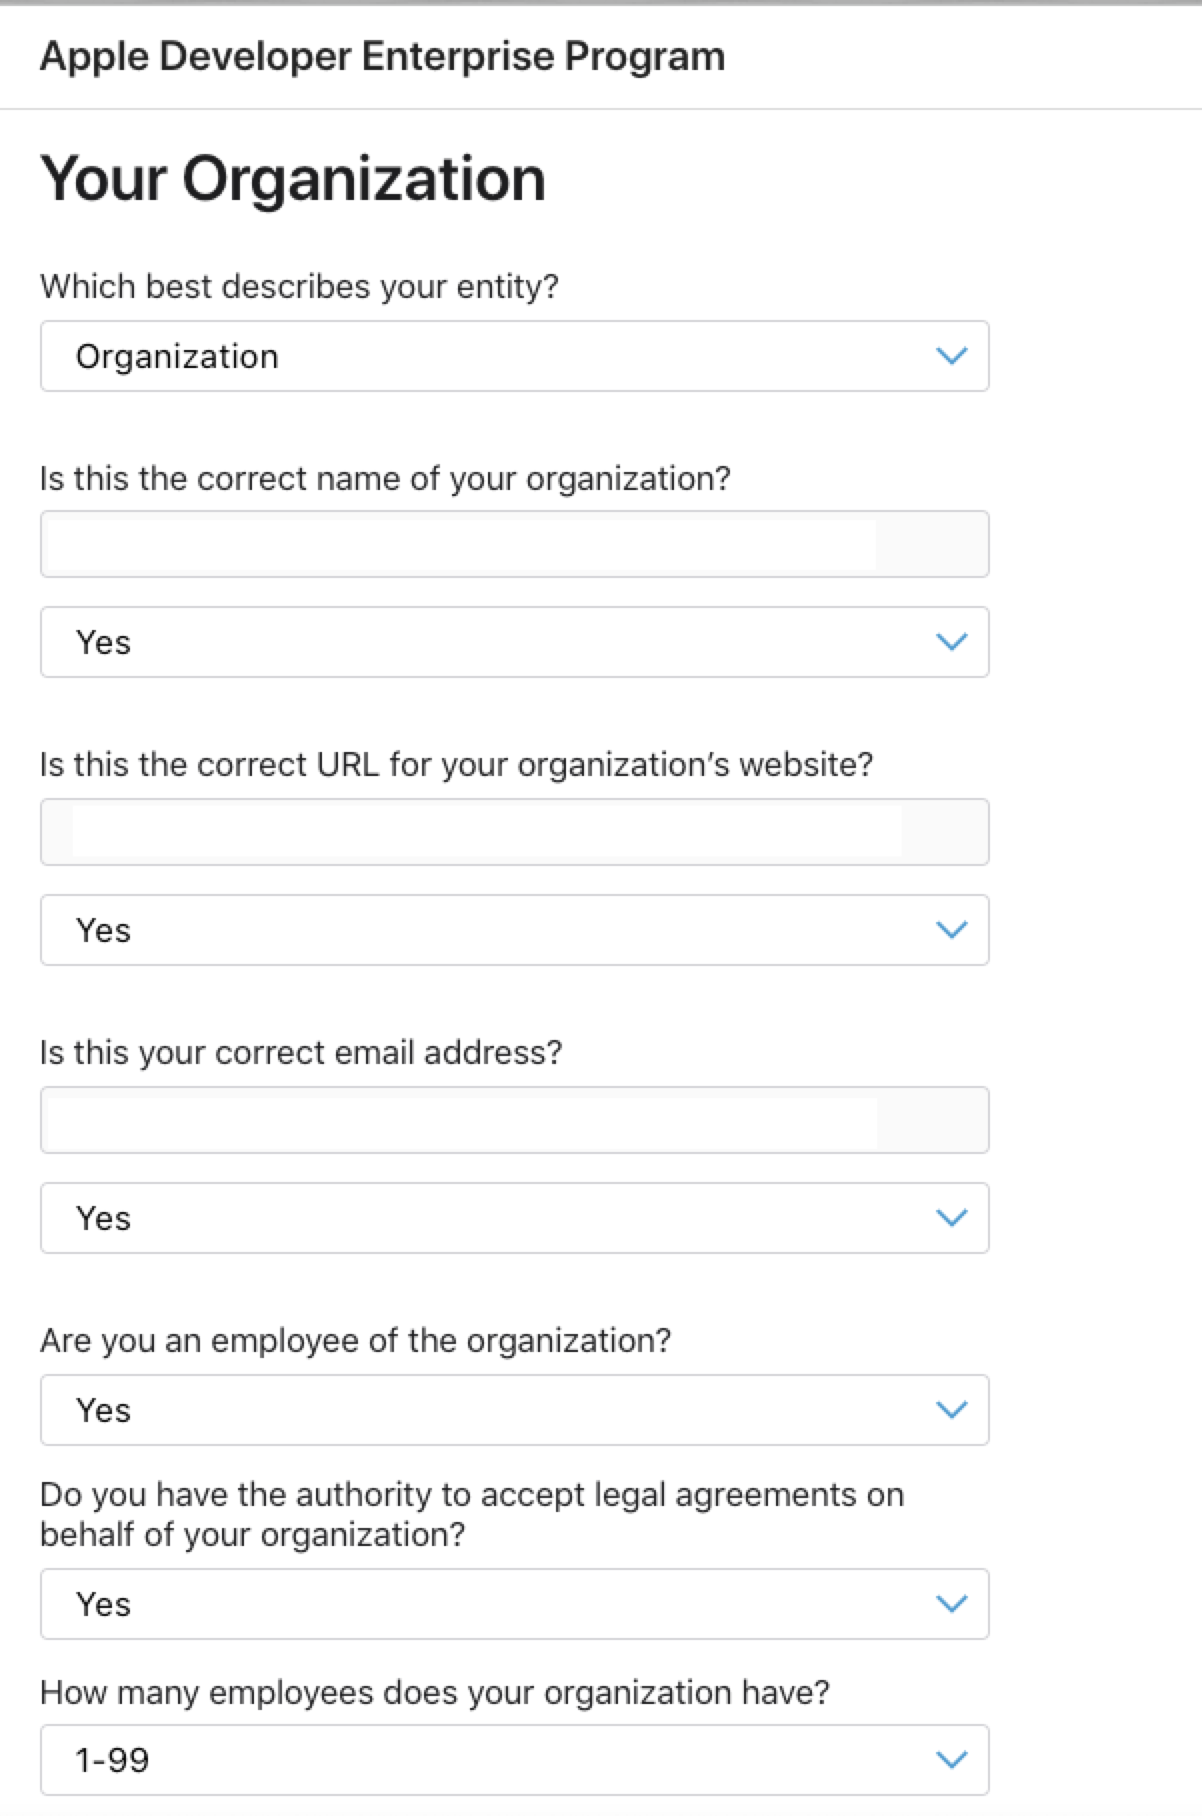 Apple Developer Enterprise Program
Your Organization
Which best describes your entity?
Organization
Is this the correct name of your organization?
Yes
Is this the correct URL for your organization’s website?
Yes
Is this your correct email address?
Yes
Are you an employee of the organization?
Yes
Do you have the authority to accept legal agreements on
behalf of your organization?
Yes
How many employees does your organization have?
1-99